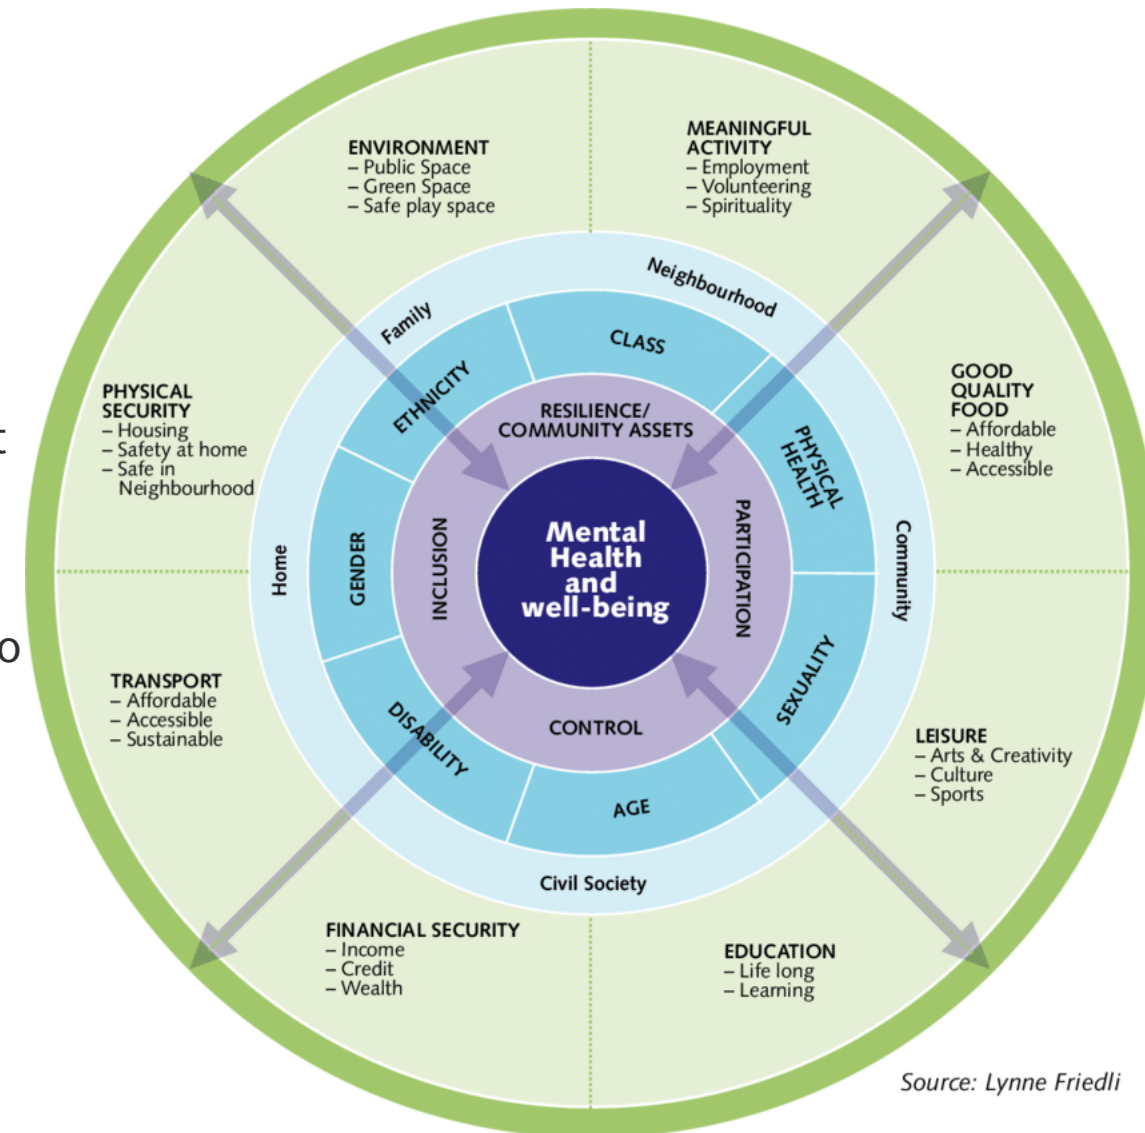 ENVIRONMENT
– Public Space
– Green Space
– Safe play space
MEANINGFUL
ACTIVITY
– Employment
– Volunteering
– Spirituality
GOOD
QUALITY
FOOD
– Affordable
– Healthy
– Accessible
LEISURE
– Arts & Creativity
– Culture
– Sports
EDUCATION
– Life long
– Learning
FINANCIAL SECURITY
– Income
– Credit
– Wealth
TRANSPORT
– Affordable
– Accessible
– Sustainable
PHYSICAL
SECURITY
– Housing
– Safety at home
– Safe in
Neighbourhood
Family
Neighbourhood
Community
Civil Society
Home
CLASS
PHYSICAL
HEALTH
SEXUALITY
AGE
DISABILITY
GENDER
ETHNICITY
RESILIENCE/
COMMUNITY ASSETS
PARTICIPATION
CONTROL
INCLUSION
Mental
Health
and
well-being
Source: Lynne Friedli